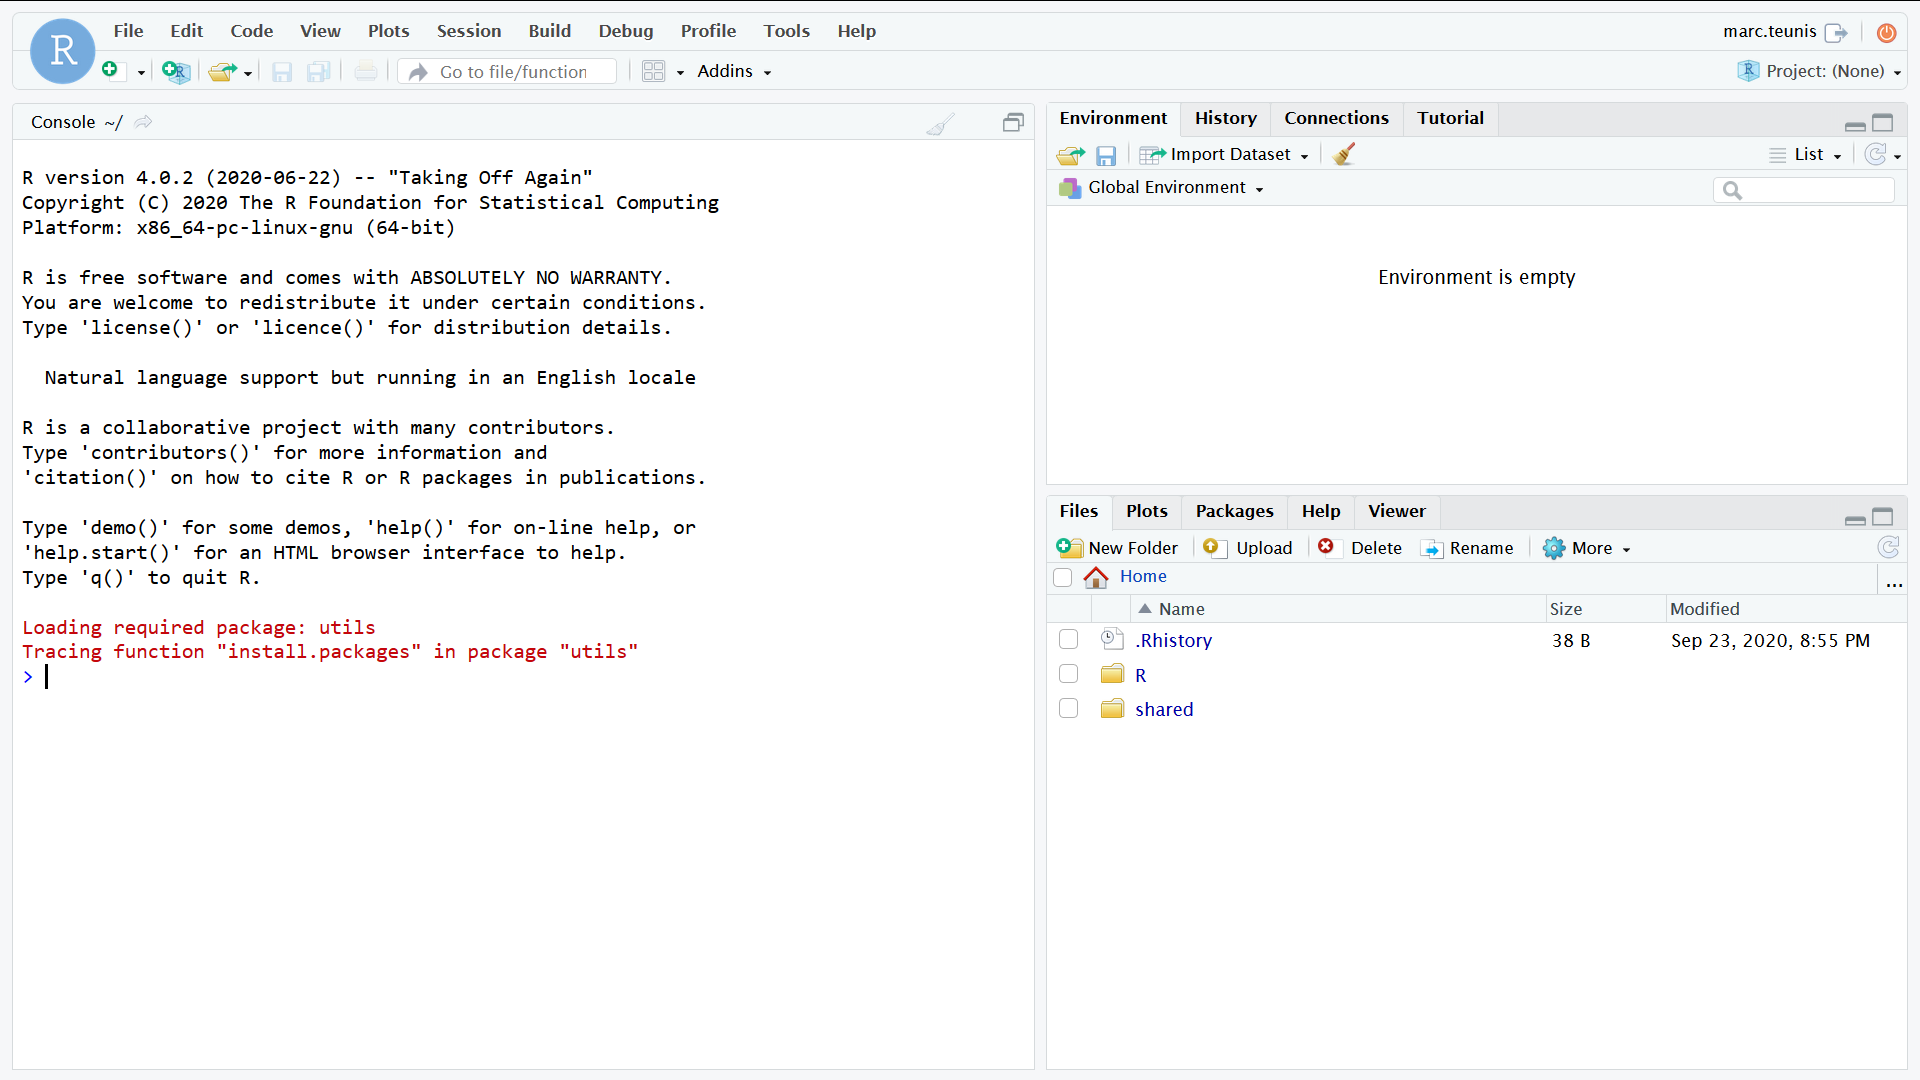 R
File Edit Code View Plots Session Build Debug Profile Tools Help
marc.teunis
R
Go to file/function
Addins
R Project: (None)
Console ~/
R version 4.0.2 (2020-06-22) -- "Taking Off Again"
Copyright (C) 2020 The R Foundation for Statistical Computing
Platform: x86_64-pc-linux-gnu (64-bit)
R is free software and comes with ABSOLUTELY NO WARRANTY.
You are welcome to redistribute it under certain conditions.
Type 'license()' or 'licence()' for distribution details.
Natural language support but running in an English locale
R is a collaborative project with many contributors.
Type 'contributors()' for more information and
'citation()' on how to cite R or R packages in publications.
Type 'demo()' for some demos, 'help()' for on-line help, or
'help.start()' for an HTML browser interface to help.
Type 'q()' to quit R.
Loading required package: utils
Tracing function "install.packages" in package "utils"
>
Environment History Connections Tutorial
Import Dataset List
Global Environment
Environment is empty
Files Plots Packages Help Viewer
New Folder Upload Delete Rename More
Home ...
Name Size Modified
.Rhistory 38 B Sep 23, 2020, 8:55 PM
R
shared